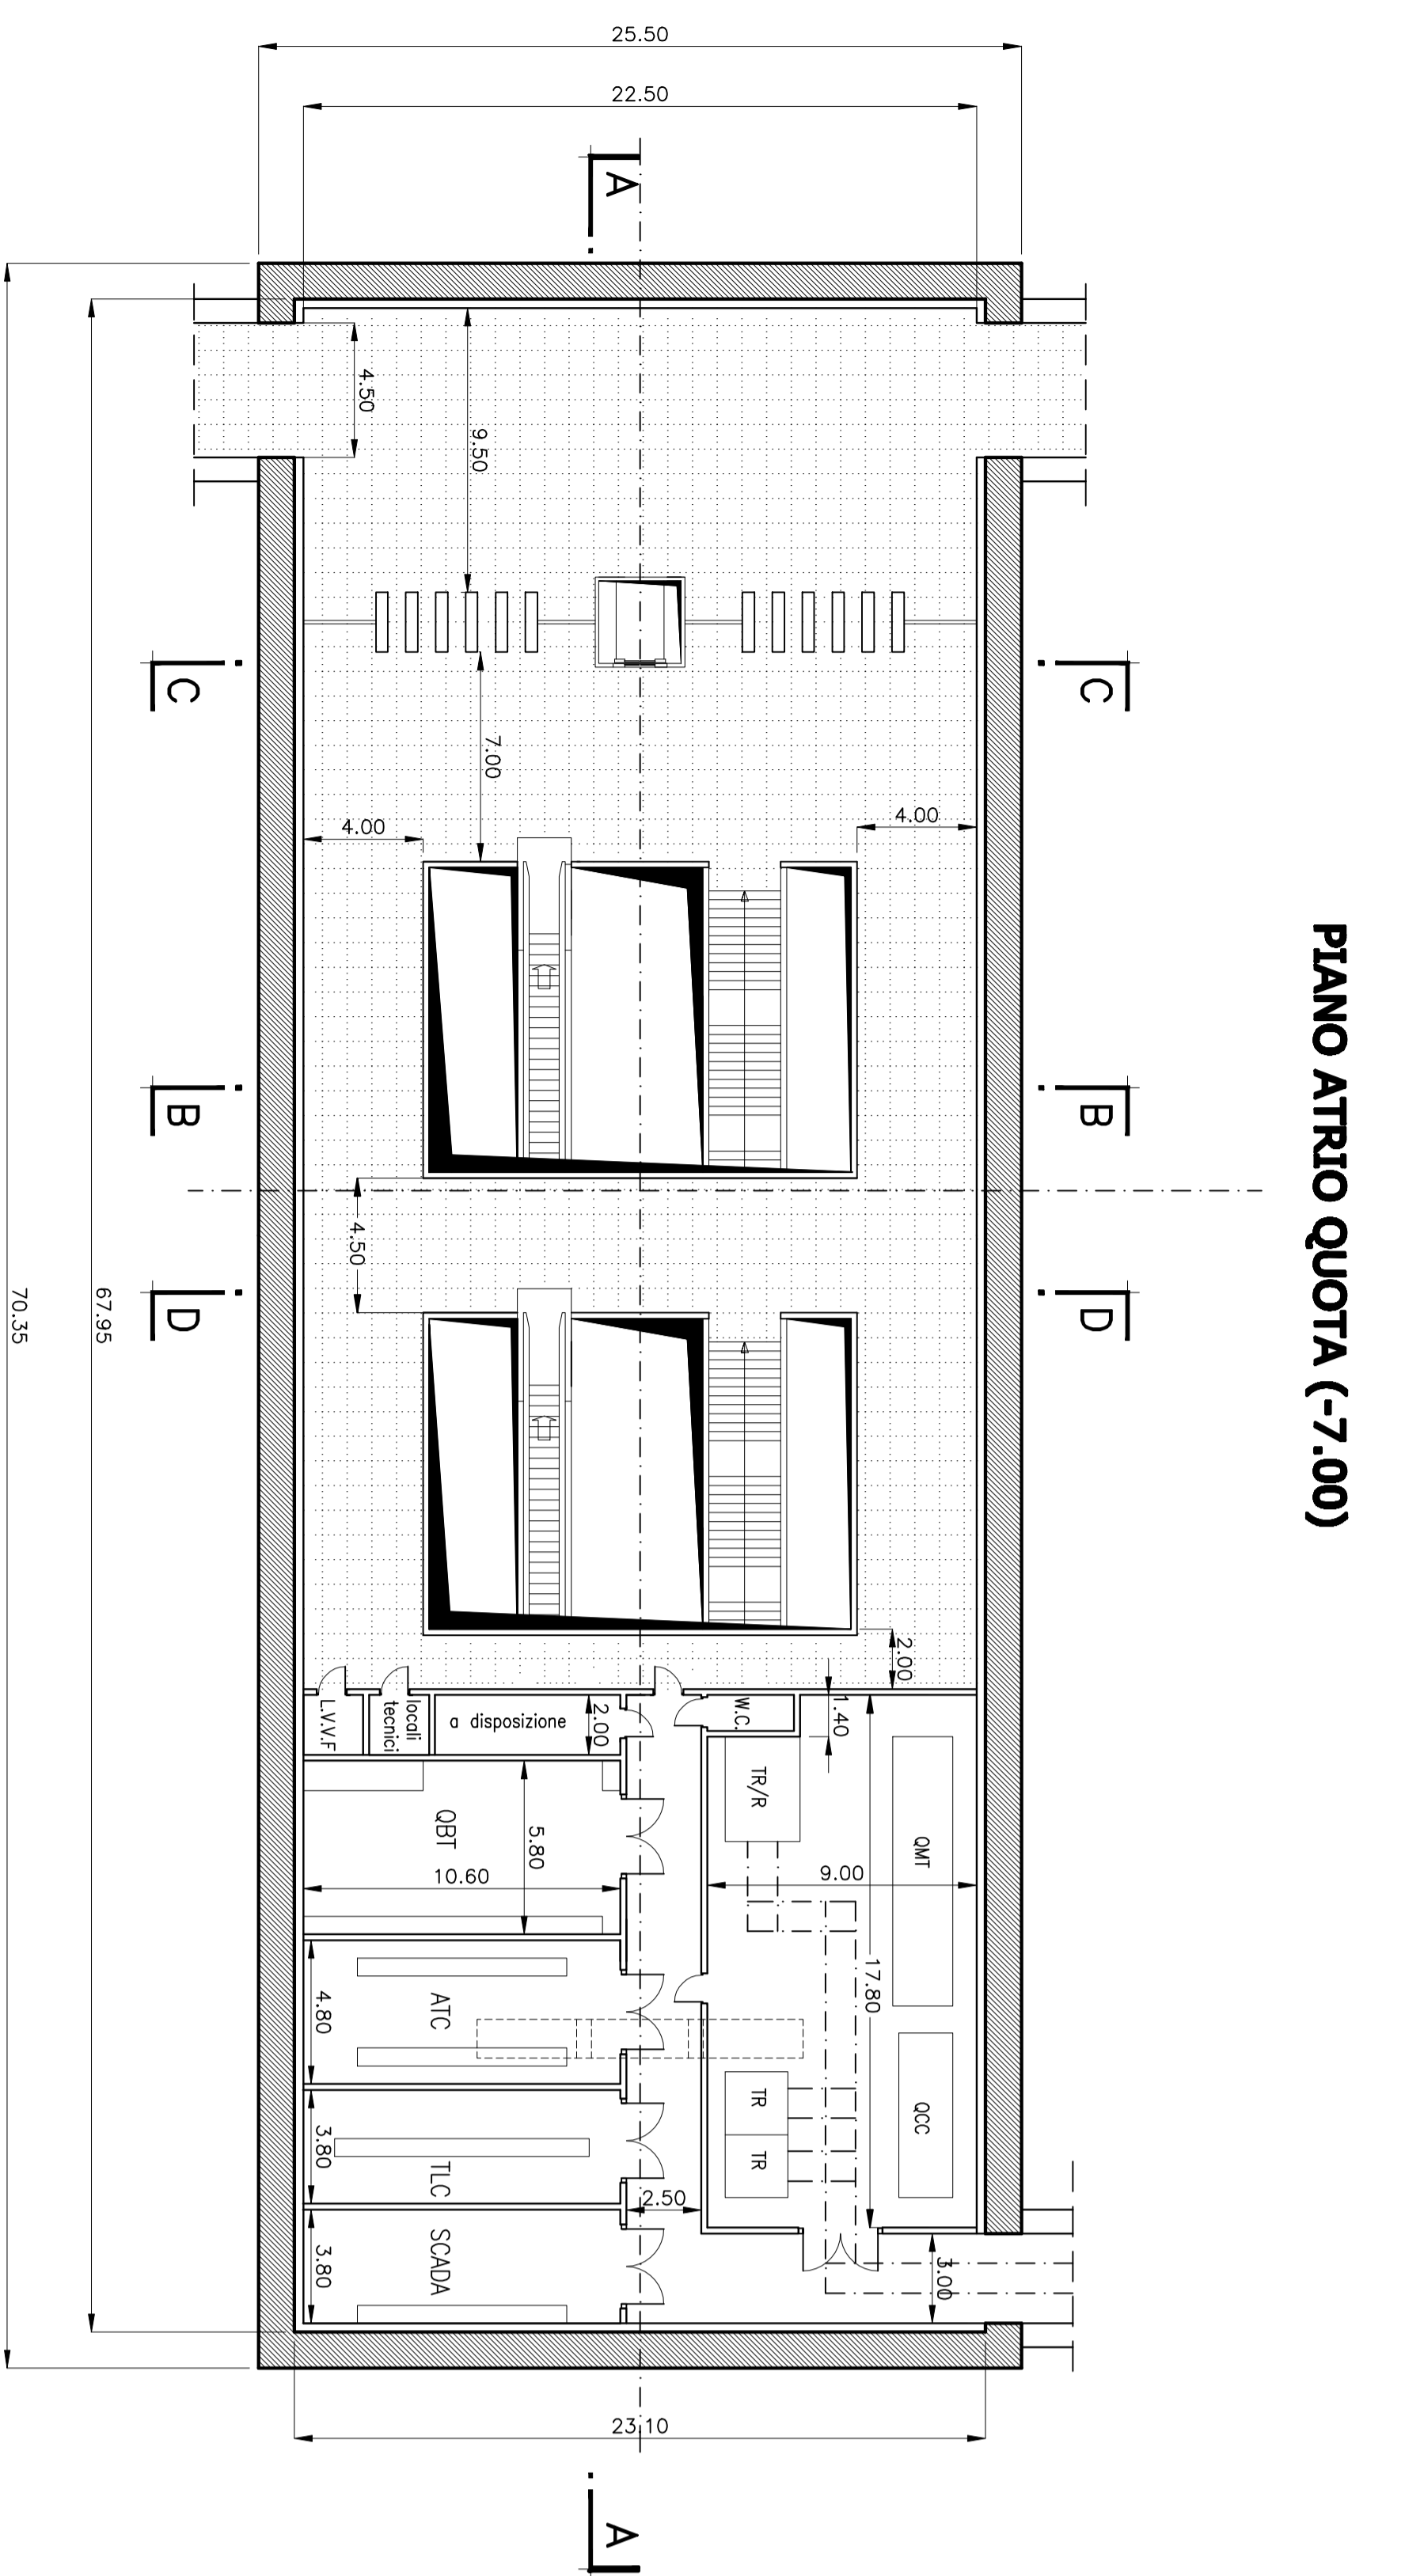 PIANO ATRIO QUOTA (-7.00)
25.50
22.50
A
4.50
9.50
C
C
7.00
4.00
4.00
B
B
4.50
D
D
67.95
70.35
2.00
L.V.V.F
locali
tecnici
a disposizione
2.00
W.C.
1.40
TR/R
QMT
QBT
5.80
10.60
9.00
17.80
ATC
4.80
TR
TR
QCC
TLC
3.80
2.50
SCADA
3.80
3.00
23.10
A